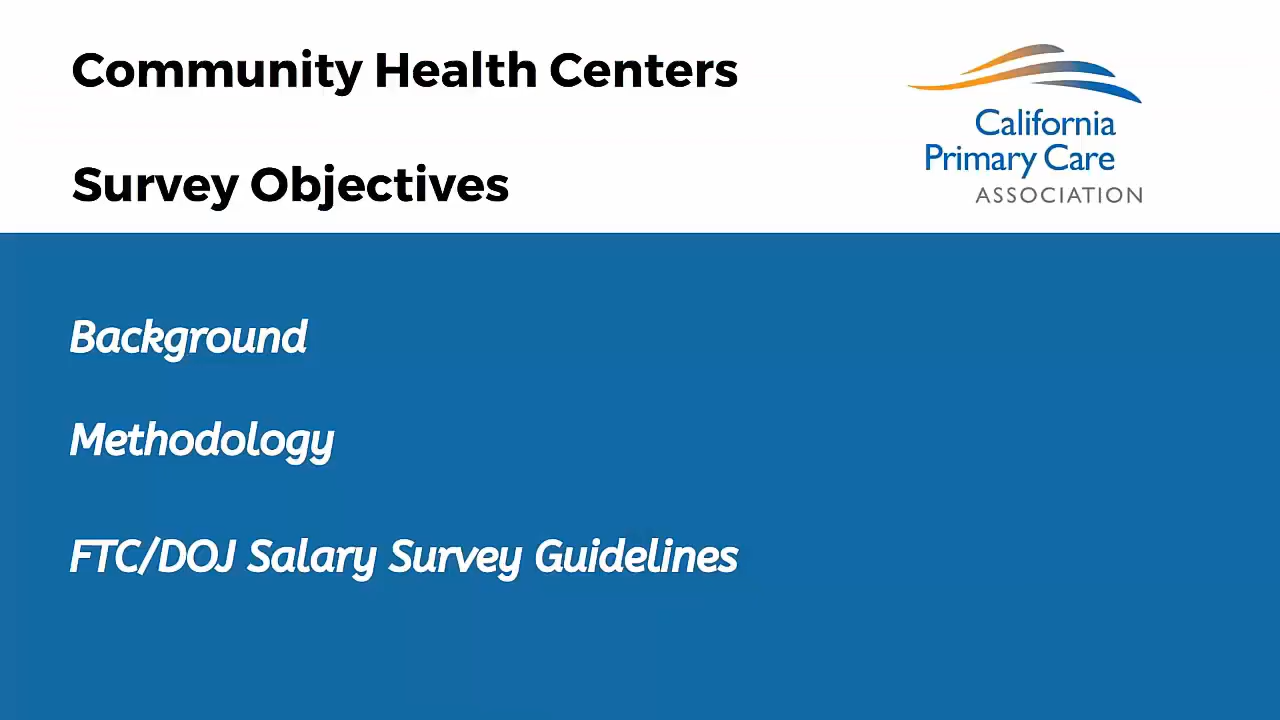 Community Health Centers
Survey Objectives
California
Primary Care
ASSOCIATION
Background
Methodology
FTC/DOJ Salary Survey Guidelines